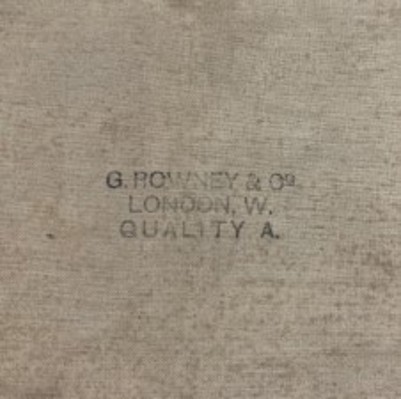 G. ROWNEY & Cº
LONDON, W.
QUALITY A.